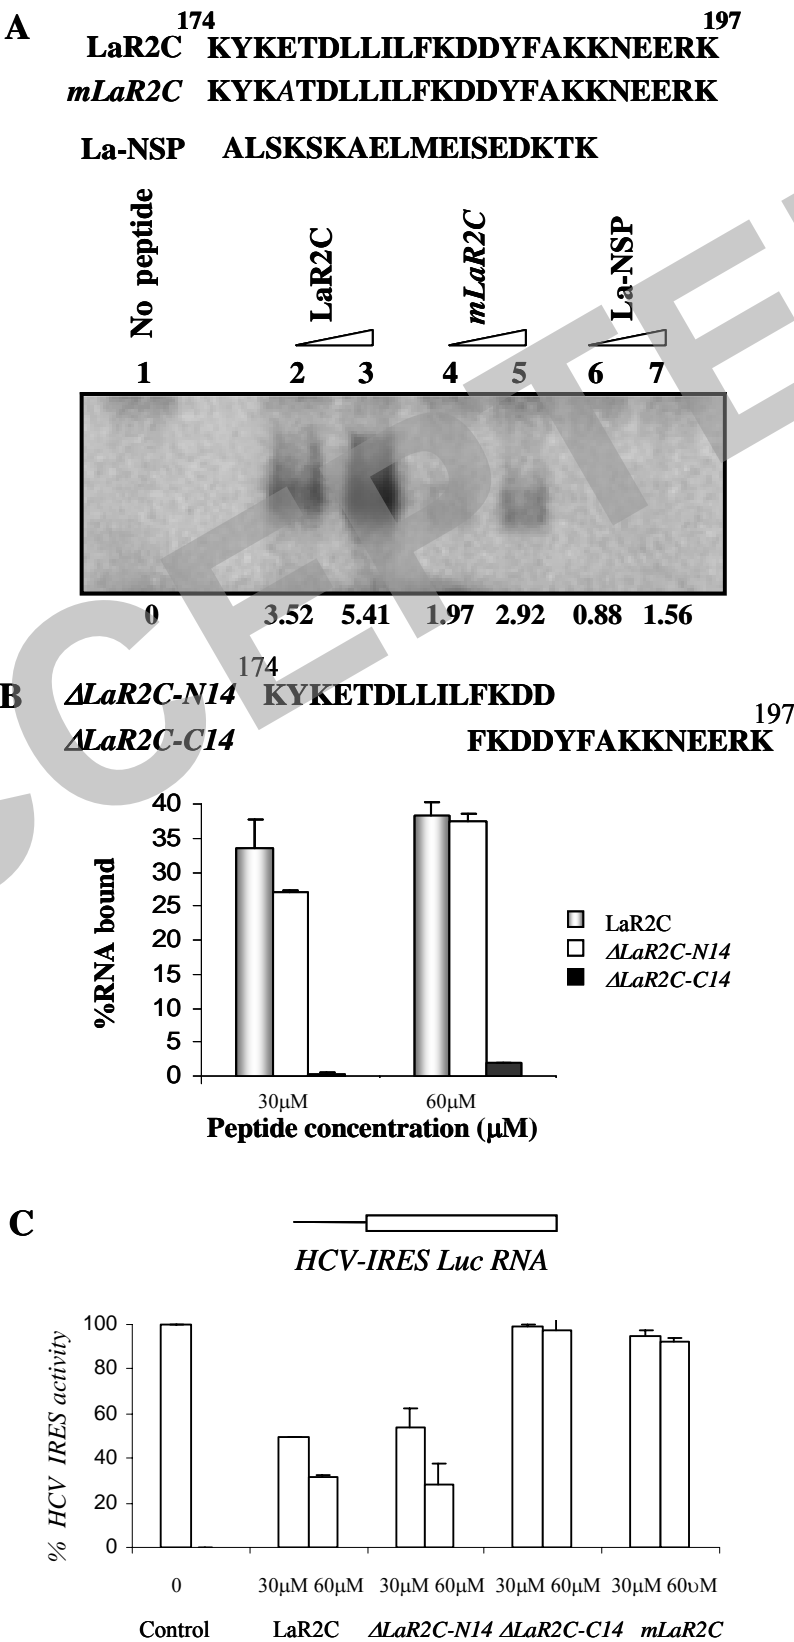 A
174 197
LaR2C KYKETDLLILFKDDYFAKKNEERK
mLaR2C KYKATDLLILFKDDYFAKKNEERK
La-NSP ALSKSKAELMEISEDKTK
No peptide LaR2C mLaR2C La-NSP
1 2 3 4 5 6 7
0 3.52 5.41 1.97 2.92 0.88 1.56
CCEPTE
174
B ΔLaR2C-N14 KYKETDLLILFKDD
197
ΔLaR2C-C14 FKDDYFAKKNEERK
%RNA bound
40
35
30
25
20
15
10
5
0
LaR2C
ΔLaR2C-N14
ΔLaR2C-C14
30μM 60μM
Peptide concentration (μM)
C
HCV-IRES Luc RNA
% HCV IRES activity
100
80
60
40
20
0
0 30μM 60μM 30μM 60μM 30μM 60μM 30μM 60υM
Control LaR2C ΔLaR2C-N14 ΔLaR2C-C14 mLaR2C